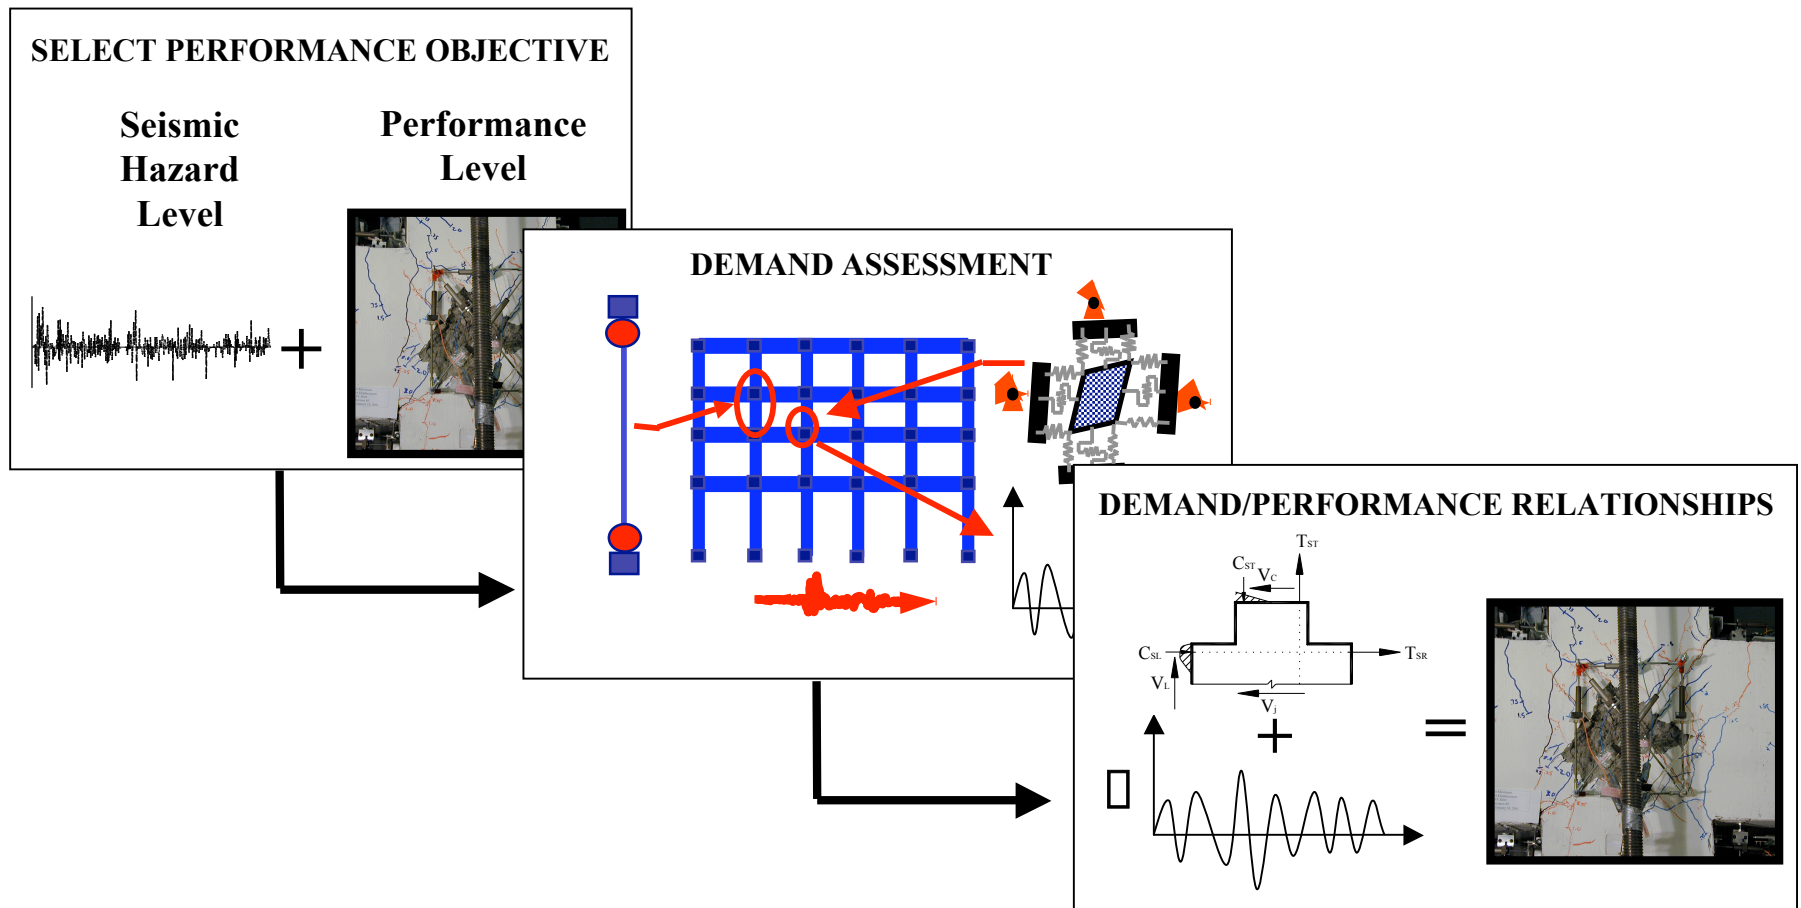 SELECT PERFORMANCE OBJECTIVE
Seismic
Hazard
Level
+
Performance
Level
DEMAND ASSESSMENT
DEMAND/PERFORMANCE RELATIONSHIPS
TST
CST
VC
CSL
TSR
VL
Vj
+
=